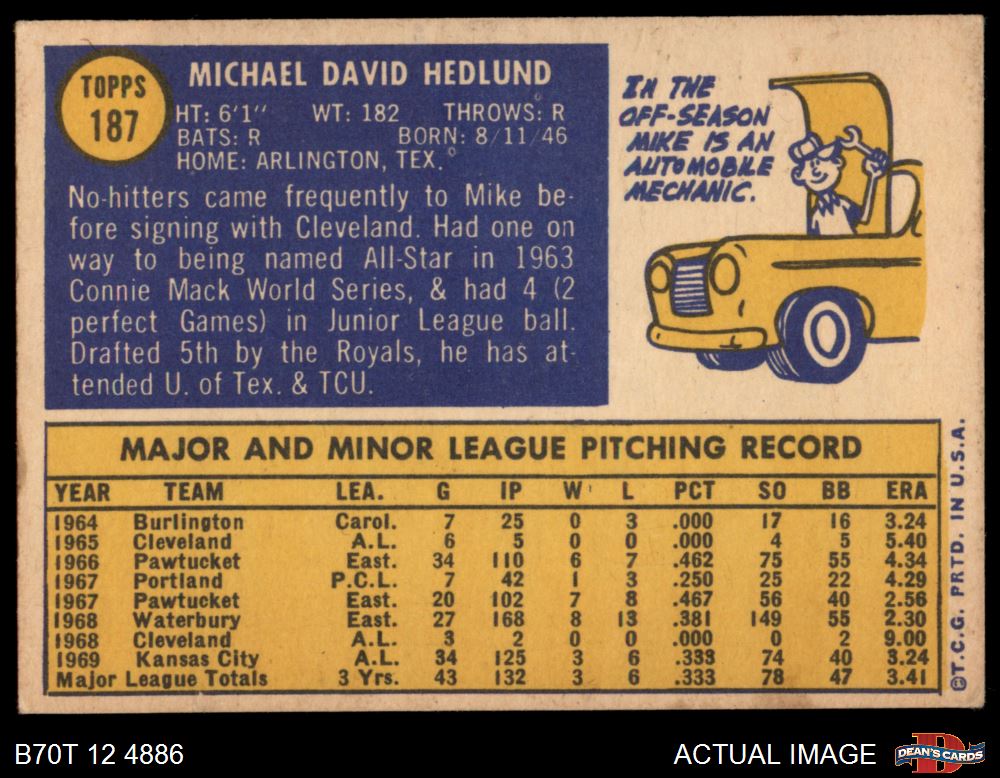 TOPPS
187
MICHAEL DAVID HEDLUND
HT: 6'1" WT: 182 THROWS: R
BATS: R BORN: 8/11/46
HOME: ARLINGTON, TEX.
No-hitters came frequently to Mike be-
fore signing with Cleveland. Had one on
way to being named All-Star in 1963
Connie Mack World Series, & had 4 (2
perfect Games) in Junior League ball.
Drafted 5th by the Royals, he has at-
tended U. of Tex. & TCU.
IN THE
OFF-SEASON
MIKE IS AN
AUTOMOBILE
MECHANIC.
MAJOR AND MINOR LEAGUE PITCHING RECORD
YEAR TEAM LEA. G IP W L PCT SO BB ERA
1964 Burlington Carol. 7 25 0 3 .000 17 16 3.24
1965 Cleveland A.L. 6 5 0 0 .000 4 5 5.40
1966 Pawtucket East. 34 110 6 7 .462 75 55 4.34
1967 Portland P.C.L. 7 42 1 3 .250 25 22 4.29
1967 Pawtucket East. 20 102 7 8 .467 56 40 2.56
1968 Waterbury East. 27 168 8 13 .381 149 55 2.30
1968 Cleveland A.L. 3 2 0 0 .000 0 2 9.00
1969 Kansas City A.L. 34 125 3 6 .333 74 40 3.24
Major League Totals 3 Yrs. 43 132 3 6 .333 78 47 3.41
©T.C.G. PRTD. IN U.S.A.
B70T 12 4886
ACTUAL IMAGE
DEAN'S CARDS